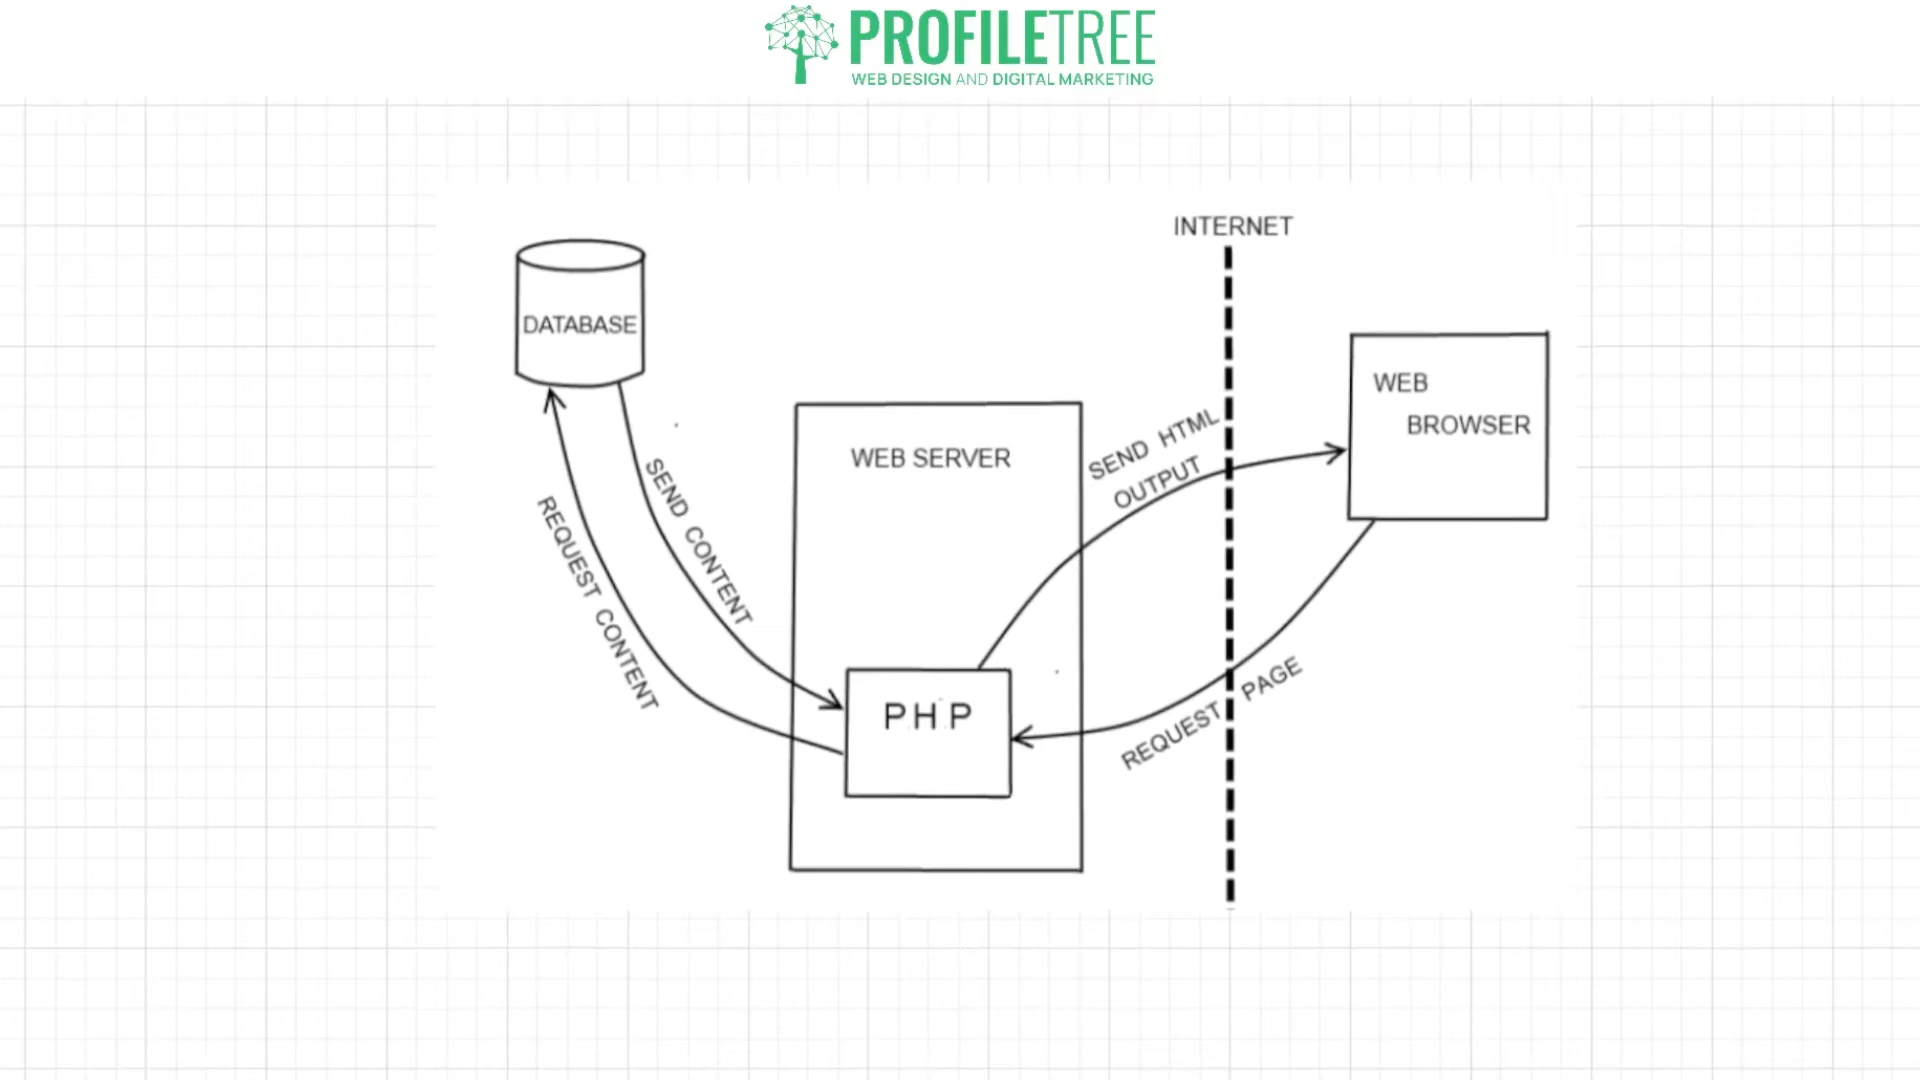 PROFILETREE
WEB DESIGN AND DIGITAL MARKETING
INTERNET
DATABASE
WEB
BROWSER
WEB SERVER
SEND HTML
OUTPUT
SEND CONTENT
REQUEST CONTENT
PHP
REQUEST PAGE